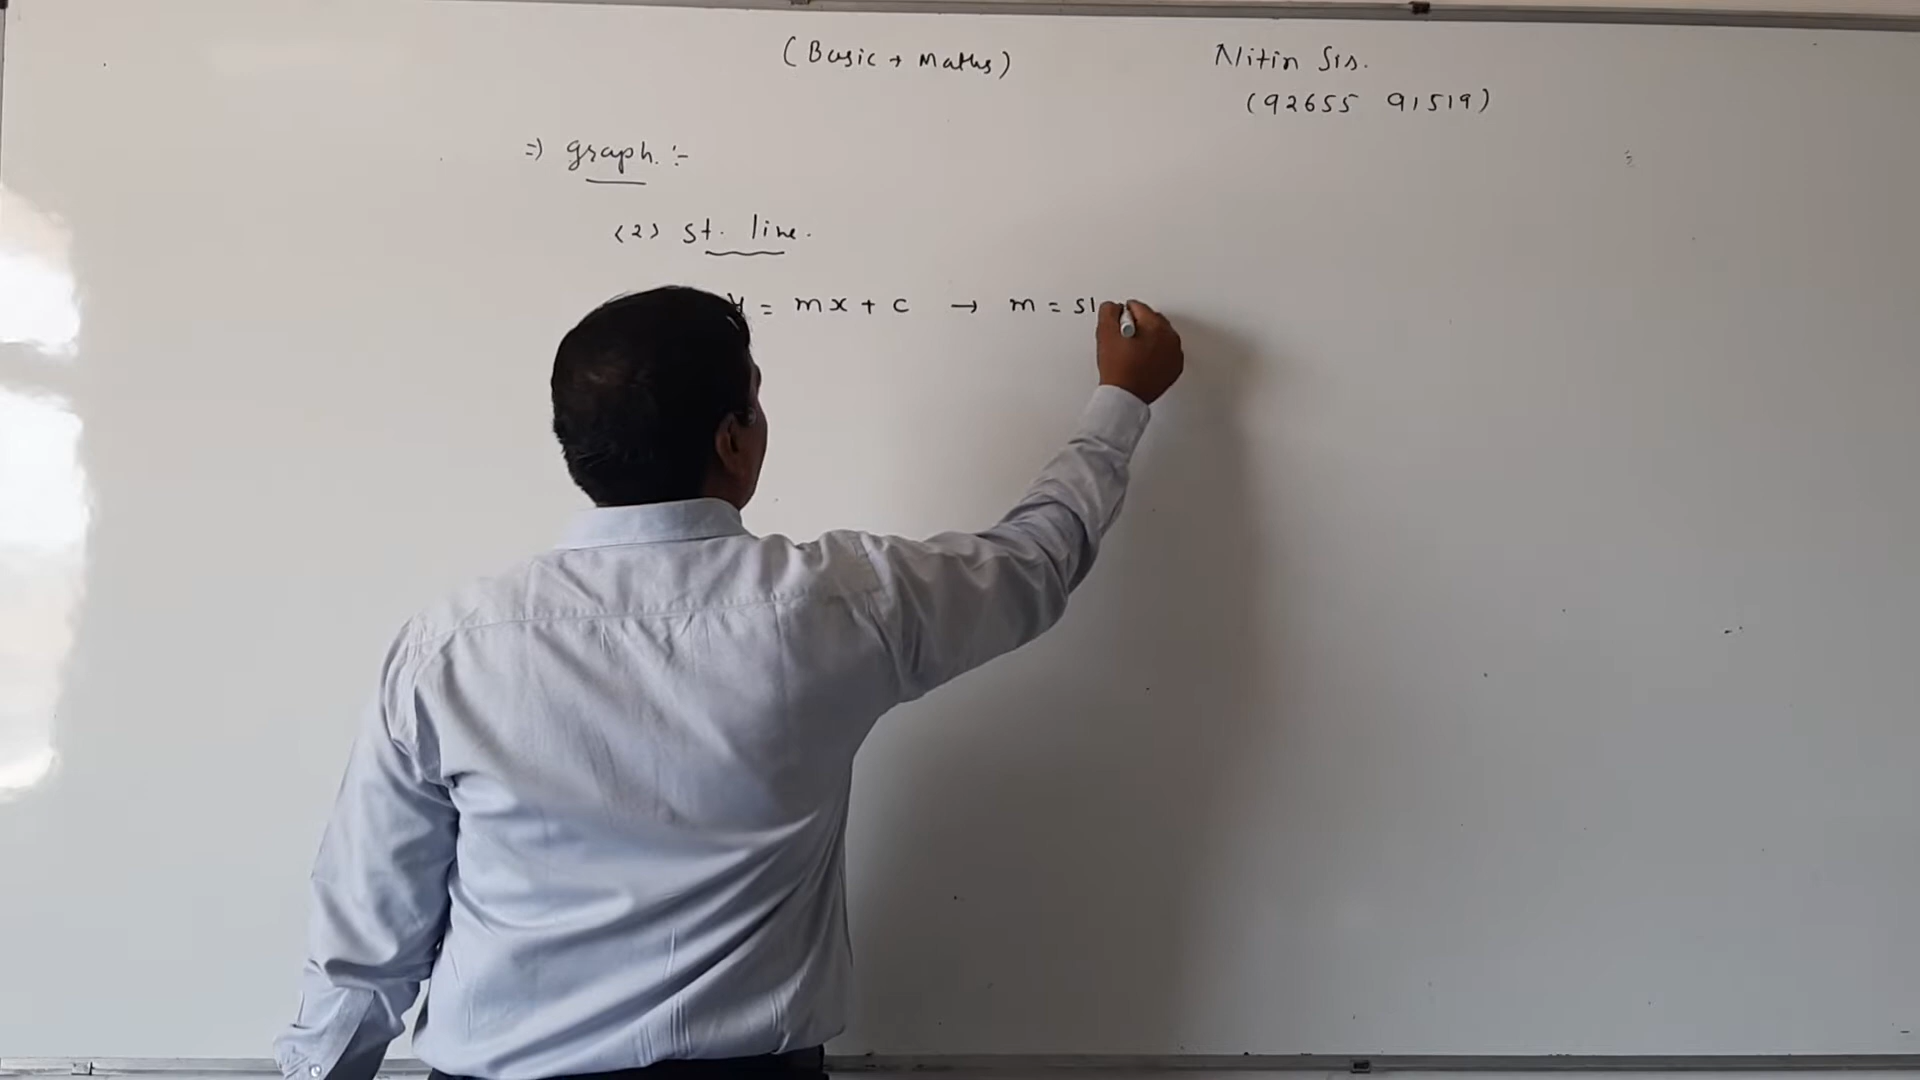 (Basic + Maths)
Nitin Sir.
(92655 91519)
=) graph. :-
(2) st. line.
y = mx + c → m = sl